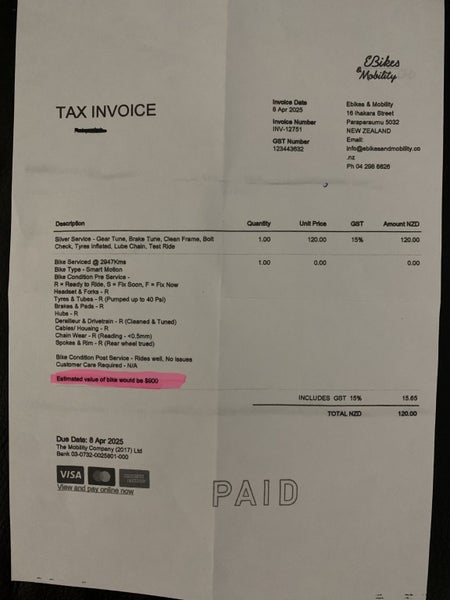 EBikes
& Mobility
TAX INVOICE
Invoice Date
8 Apr 2025
Invoice Number
INV-12751
GST Number
123443632
Ebikes & Mobility
16 Ihakara Street
Paraparaumu 5032
NEW ZEALAND
Email:
info@ebikesandmobility.co
.nz
Ph 04 298 6626
Description Quantity Unit Price GST Amount NZD
Silver Service - Gear Tune, Brake Tune, Clean Frame, Bolt 1.00 120.00 15% 120.00
Check, Tyres Inflated, Lube Chain, Test Ride
Bike Serviced @ 2947Kms 1.00 0.00 0.00
Bike Type - Smart Motion
Bike Condition Pre Service -
R = Ready to Ride, S = Fix Soon, F = Fix Now
Headset & Forks - R
Tyres & Tubes - R (Pumped up to 40 Psi)
Brakes & Pads - R
Hubs - R
Derailleur & Drivetrain - R (Cleaned & Tuned)
Cables/ Housing - R
Chain Wear - R (Reading - <0.5mm)
Spokes & Rim - R (Rear wheel trued)
Bike Condition Post Service - Rides well, No Issues
Customer Care Required - N/A
Estimated value of bike would be $900
INCLUDES GST 15% 15.65
TOTAL NZD 120.00
Due Date: 8 Apr 2025
The Mobility Company (2017) Ltd
Bank 03-0732-0025801-000
VISA
View and pay online now
PAID